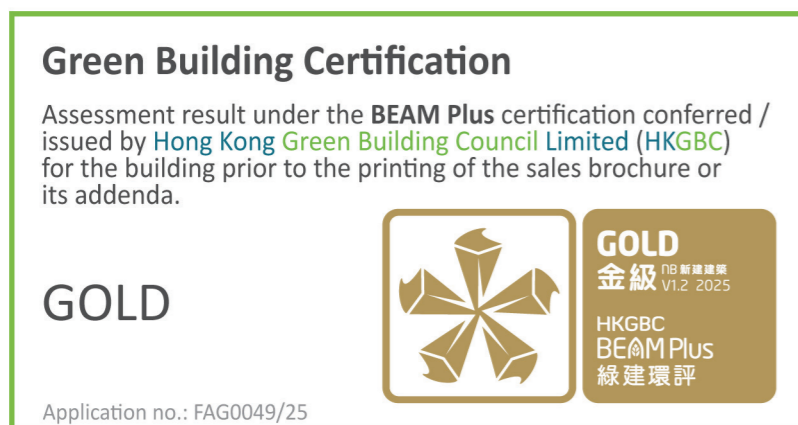 Green Building Certification
Assessment result under the BEAM Plus certification conferred /
issued by Hong Kong Green Building Council Limited (HKGBC)
for the building prior to the printing of the sales brochure or
its addenda.
GOLD
GOLD
金級 NB 新建建築
V1.2 2025
HKGBC
BEAM Plus
綠建環評
Application no.: FAG0049/25